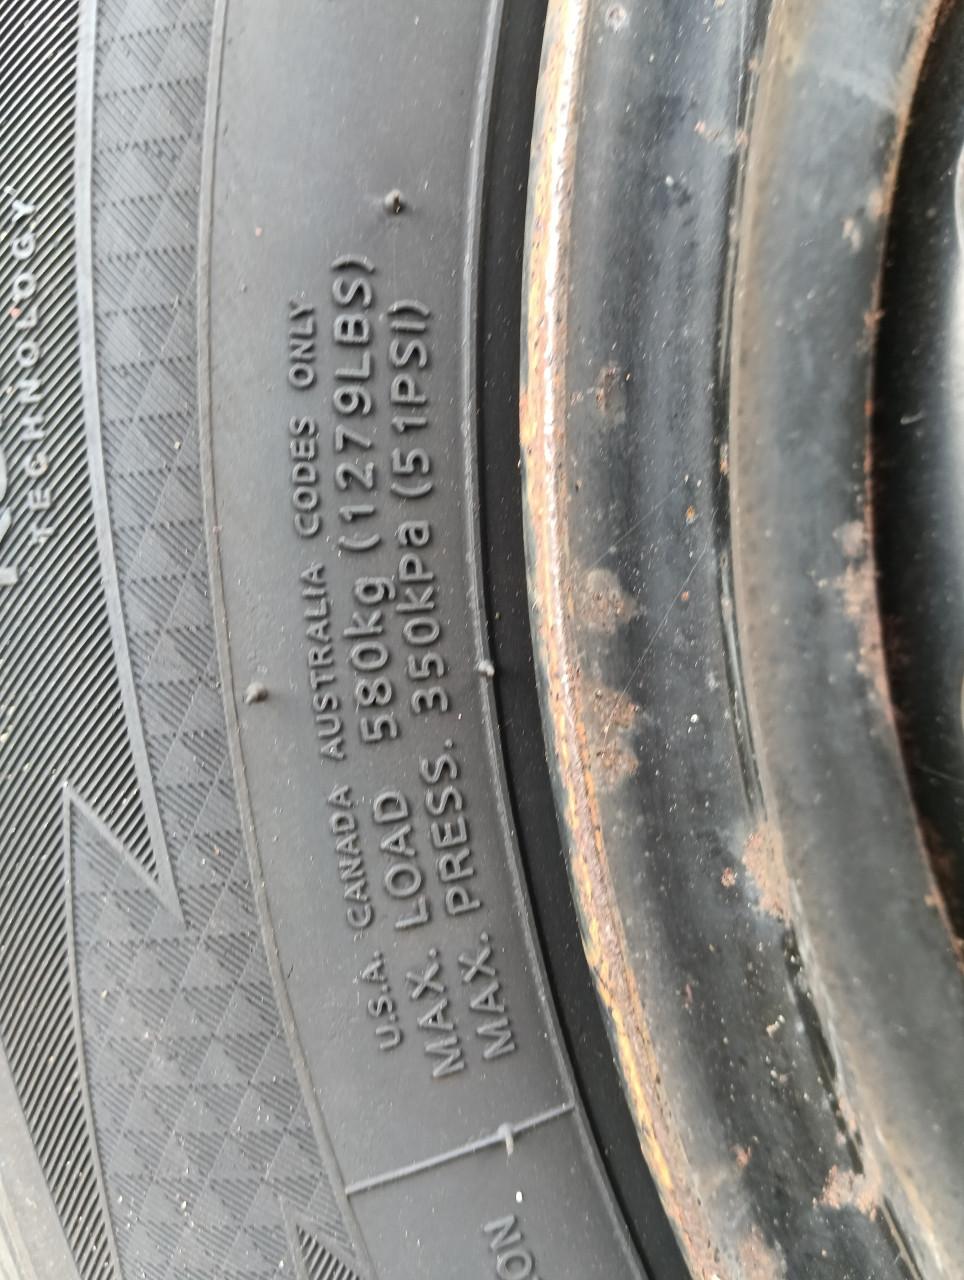 TECHNOLOGY
U.S.A. CANADA AUSTRALIA CODES ONLY
MAX. LOAD 580kg (1279LBS)
MAX. PRESS. 350kPa (51PSI)